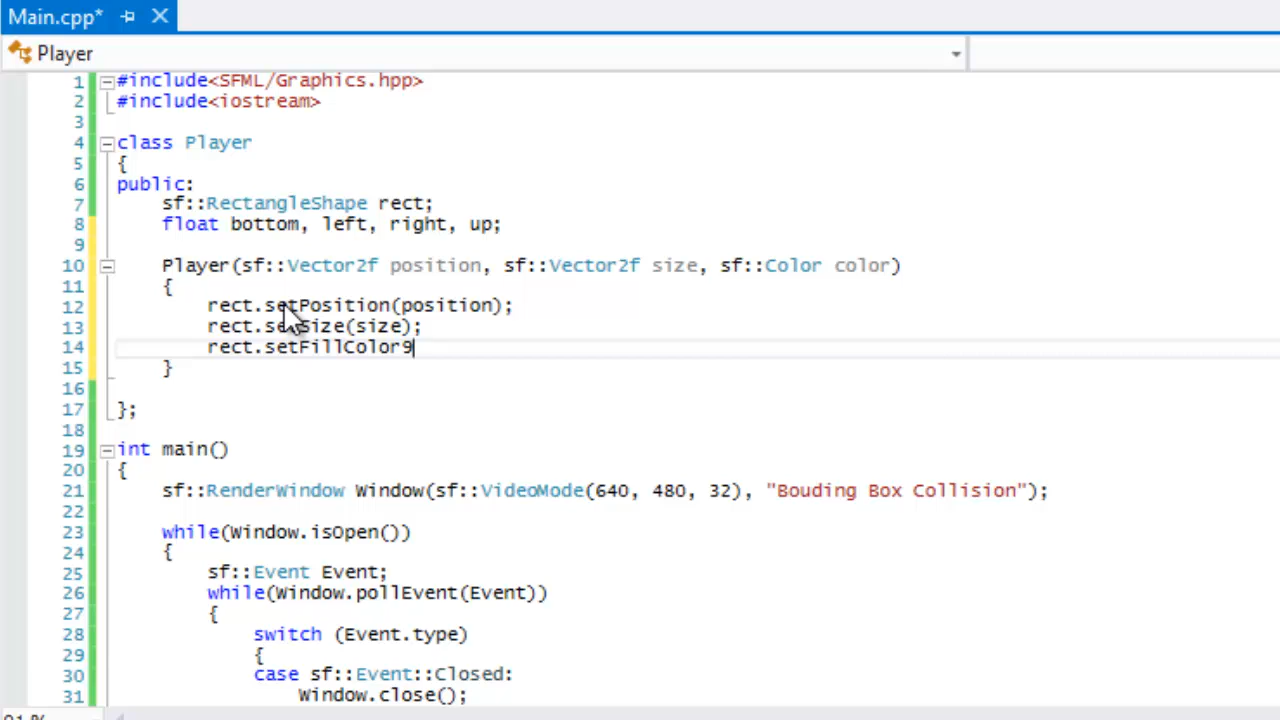 Main.cpp*
Player
1 #include<SFML/Graphics.hpp>
2 #include<iostream>
3
4 class Player
5 {
6 public:
7 sf::RectangleShape rect;
8 float bottom, left, right, up;
9
10 Player(sf::Vector2f position, sf::Vector2f size, sf::Color color)
11 {
12 rect.setPosition(position);
13 rect.setSize(size);
14 rect.setFillColor9
15 }
16
17 };
18
19 int main()
20 {
21 sf::RenderWindow Window(sf::VideoMode(640, 480, 32), "Bouding Box Collision");
22
23 while(Window.isOpen())
24 {
25 sf::Event Event;
26 while(Window.pollEvent(Event))
27 {
28 switch (Event.type)
29 {
30 case sf::Event::Closed:
31 Window.close();